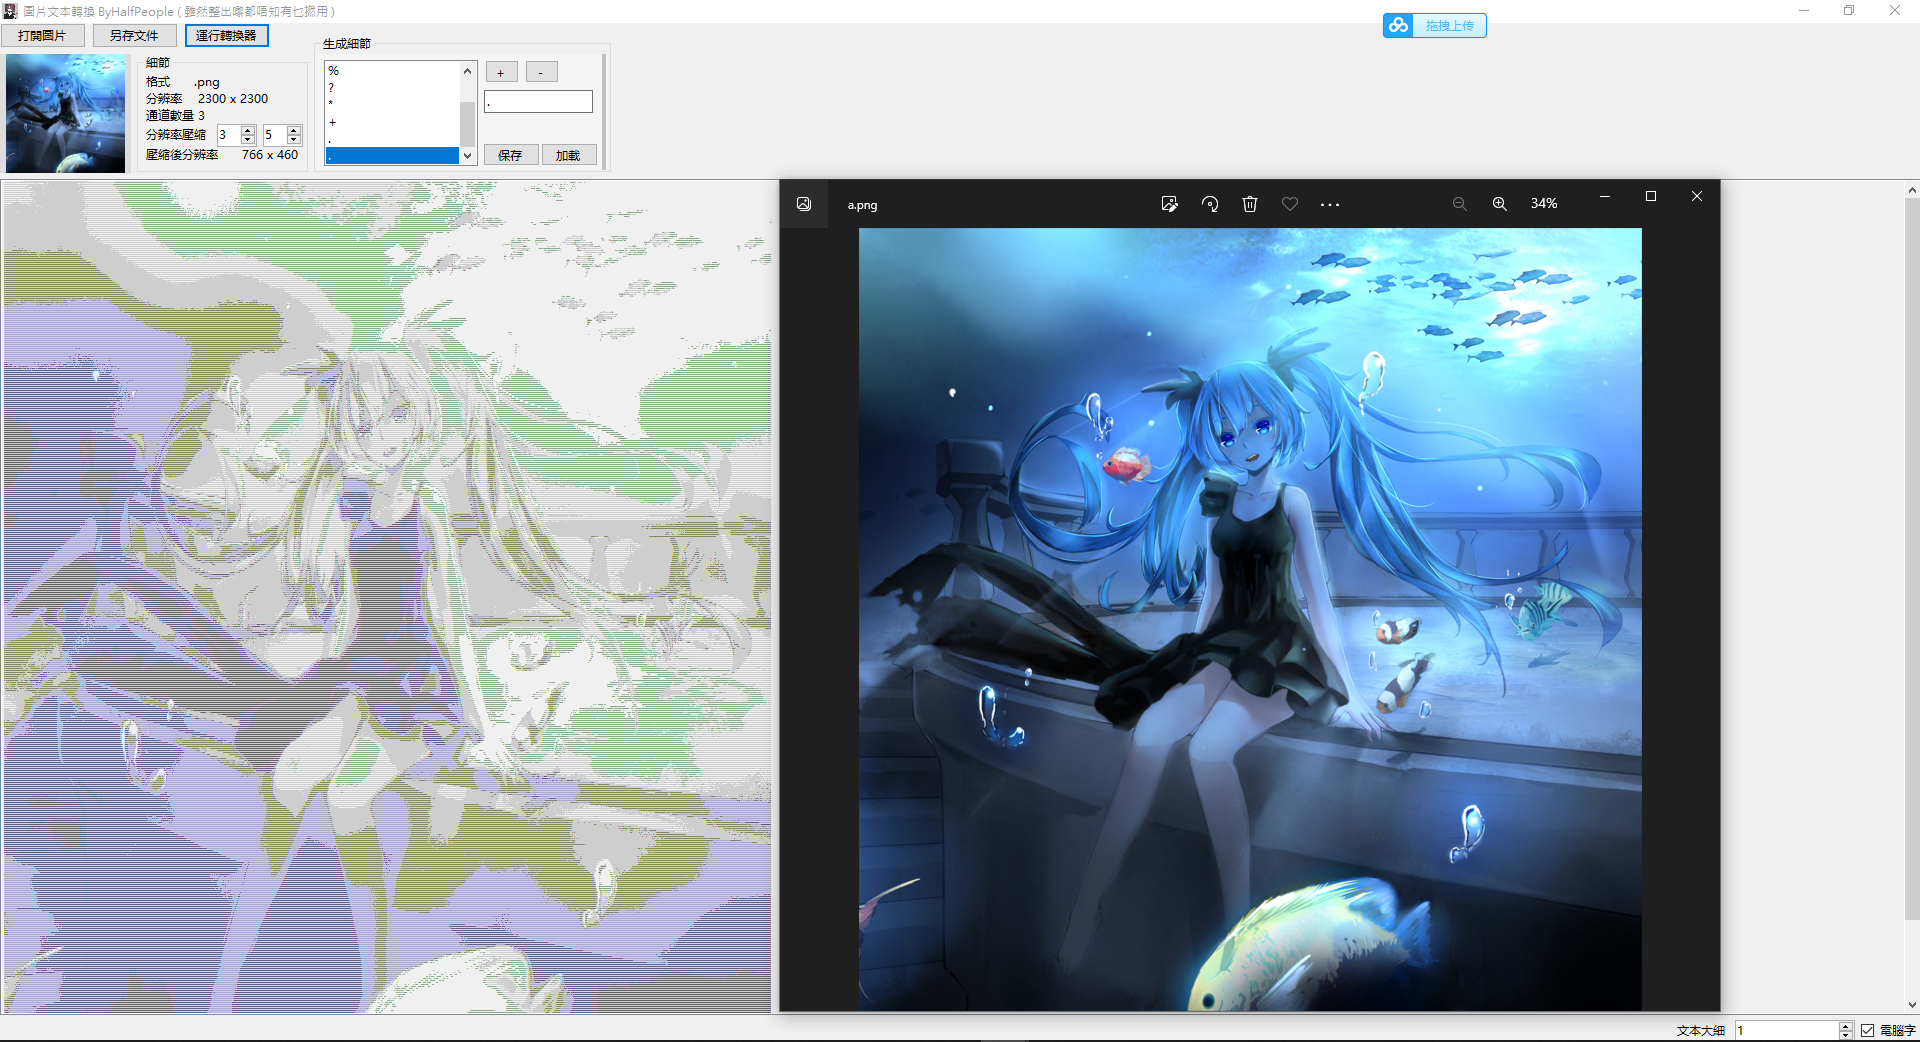 圖片文本轉換 ByHalfPeople ( 雖然整出嚟都唔知有乜撚用 )
打開圖片
另存文件
運行轉換器
拖拽上传
細節
格式 .png
分辨率 2300 x 2300
通道數量 3
分辨率壓縮 3 5
壓縮後分辨率 766 x 460
生成細節
%
?
*
+
.
.
+
-
.
保存
加載
a.png
34%
文本大細 1
電腦字